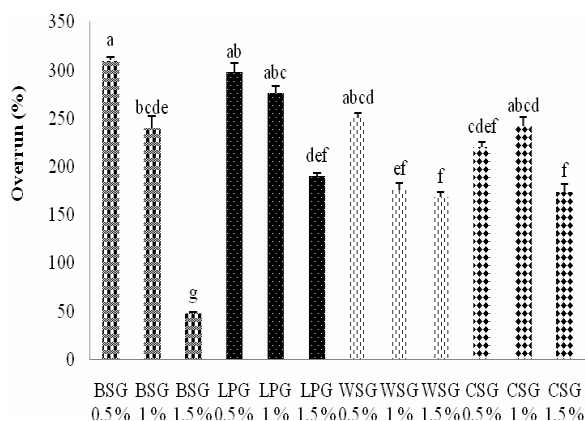 Overrun (%)
350
300
250
200
150
100
50
0
a
bcde
g
ab
abc
def
abcd
ef
f
cdef
abcd
f
BSG BSG BSG LPG LPG LPG WSG WSG WSG CSG CSG CSG
0.5% 1% 1.5% 0.5% 1% 1.5% 0.5% 1% 1.5% 0.5% 1% 1.5%